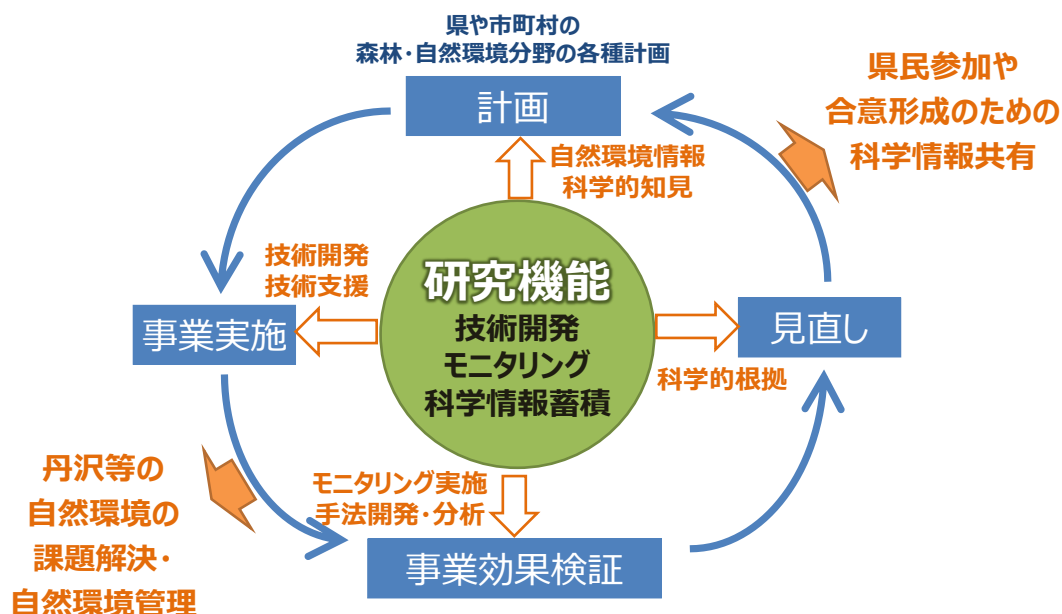 県や市町村の
森林・自然環境分野の各種計画
計画
県民参加や
合意形成のための
科学情報共有
自然環境情報
科学的知見
技術開発
技術支援
研究機能
技術開発
モニタリング
科学情報蓄積
事業実施
見直し
科学的根拠
丹沢等の
自然環境の
課題解決・
自然環境管理
モニタリング実施
手法開発・分析
事業効果検証